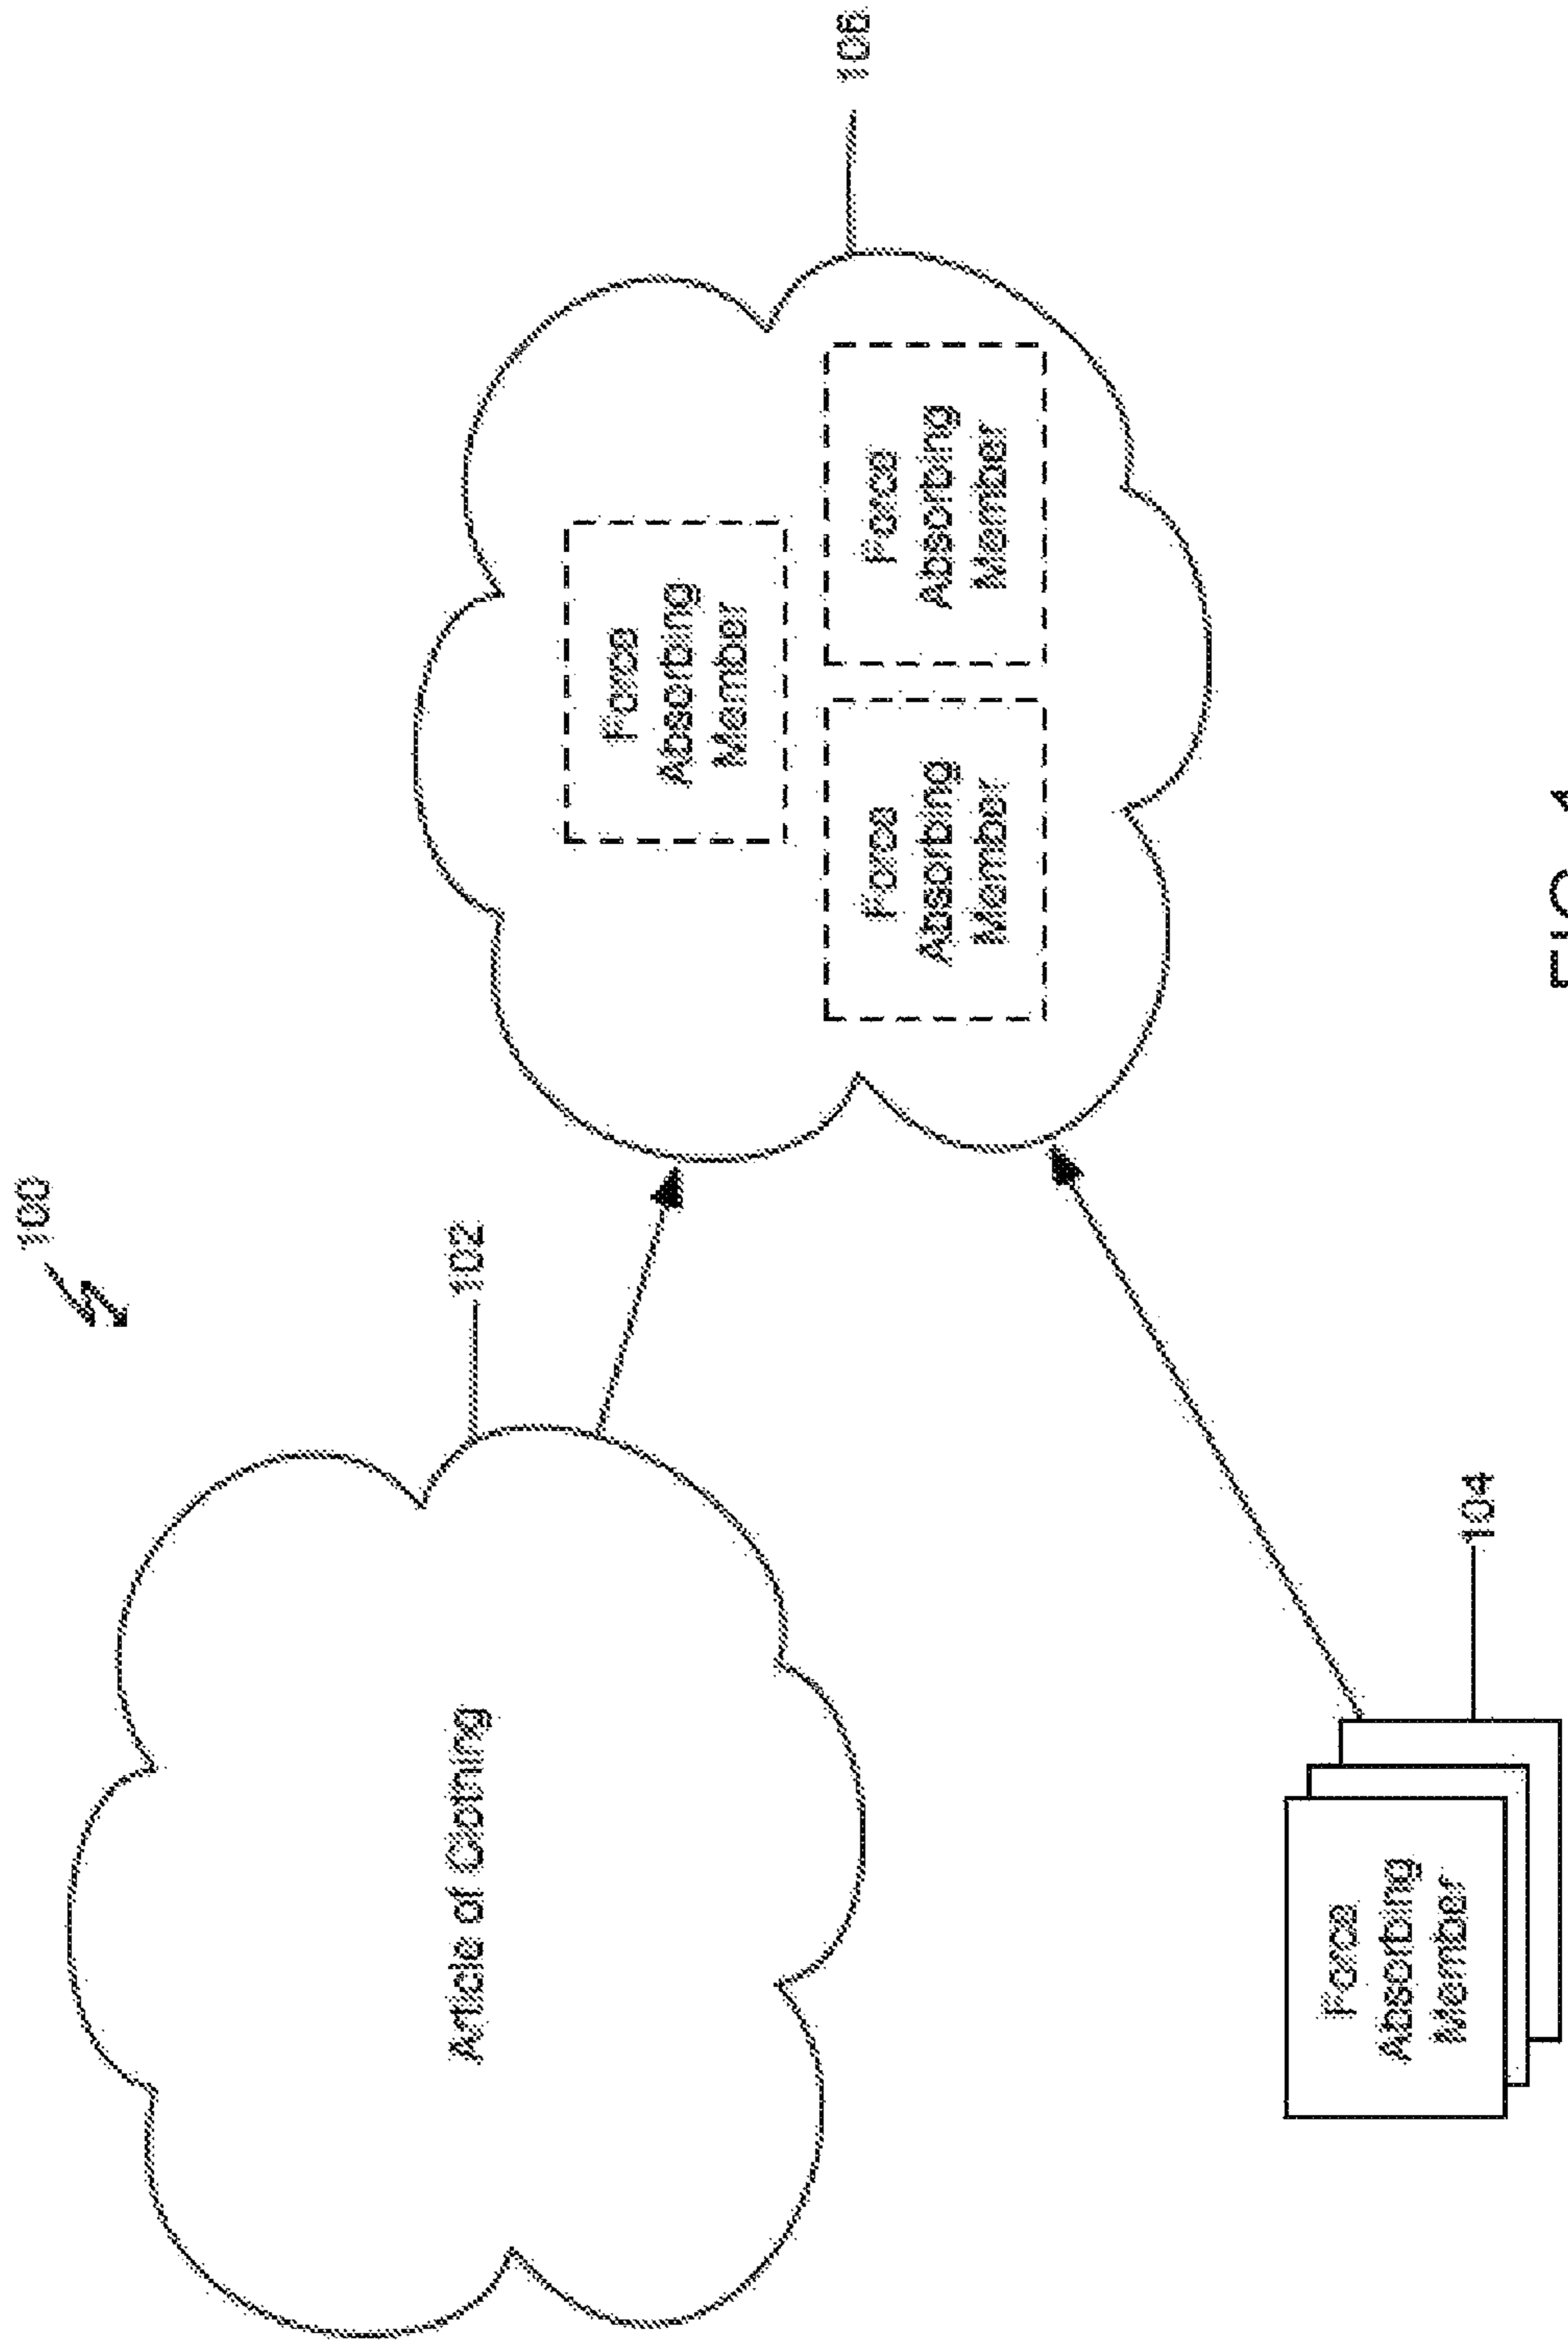 100
Article of Clothing
102
Force
Absorbing
Member
Force
Absorbing
Member
Force
Absorbing
Member
106
Force
Absorbing
Member
104
FIG. 1